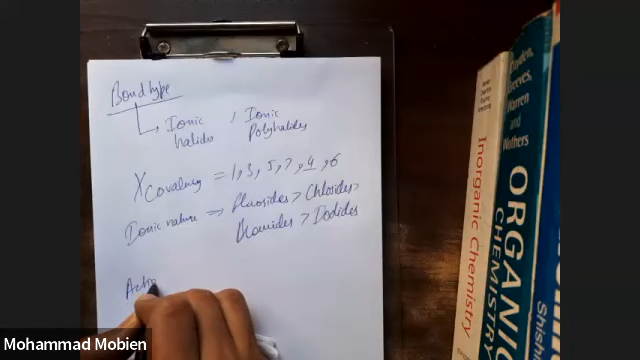 Bond type
Ionic halides, Ionic Polyhalides
X covalency = 1, 3, 5, 7, 4, 6
Ionic nature ⇒ fluorides > Chlorides >
Bromides > Iodides
Inorganic Chemistry
Clayden,
Greeves,
Warren
and
Wothers
ORGANIC
CHEMISTRY
Mohammad Mobien